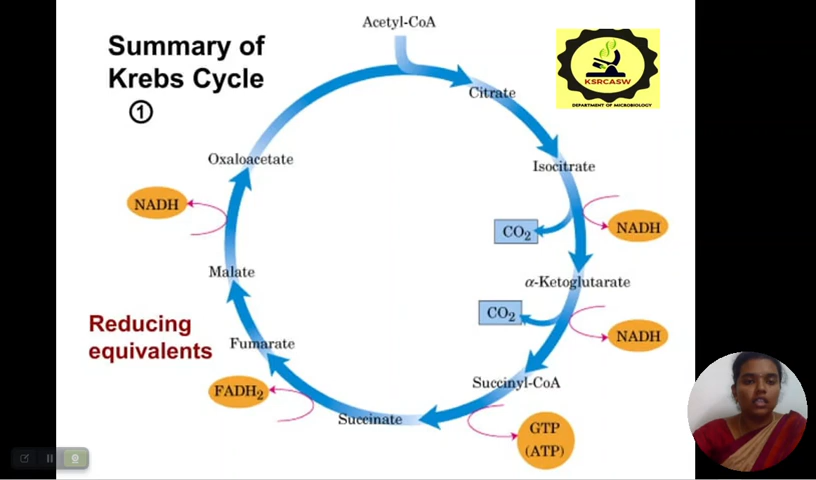 Summary of
Krebs Cycle
①
Acetyl-CoA
KSRCASW
DEPARTMENT OF MICROBIOLOGY
Citrate
Oxaloacetate
Isocitrate
NADH
CO₂
NADH
Malate
α-Ketoglutarate
CO₂
NADH
Reducing
equivalents
Fumarate
Succinyl-CoA
FADH₂
Succinate
GTP
(ATP)